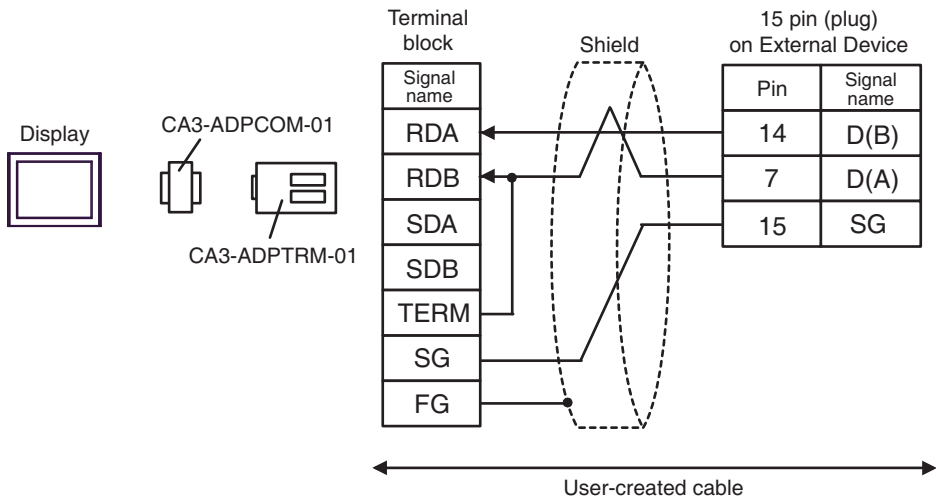 Terminal
block
Shield
15 pin (plug)
on External Device
Display
CA3-ADPCOM-01
CA3-ADPTRM-01
Signal
name
RDA
RDB
SDA
SDB
TERM
SG
FG
Pin
Signal
name
14
D(B)
7
D(A)
15
SG
User-created cable